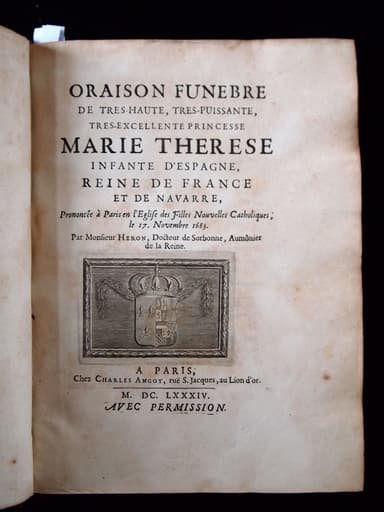 ORAISON FUNEBRE
DE TRES-HAUTE, TRES-PUISSANTE,
TRES-EXCELLENTE PRINCESSE
MARIE THERESE
INFANTE D'ESPAGNE,
REINE DE FRANCE
ET DE NAVARRE,
Prononcée à Paris en l'Eglise des Filles Nouvelles Catholiques,
le 17. Novembre 1683.
Par Monsieur HERON, Docteur de Sorbonne, Aumônier
de la Reine.
A PARIS,
Chez CHARLES ANGOT, ruë S. Jacques, au Lion d'or.
M. DC. LXXXIV.
AVEC PERMISSION.